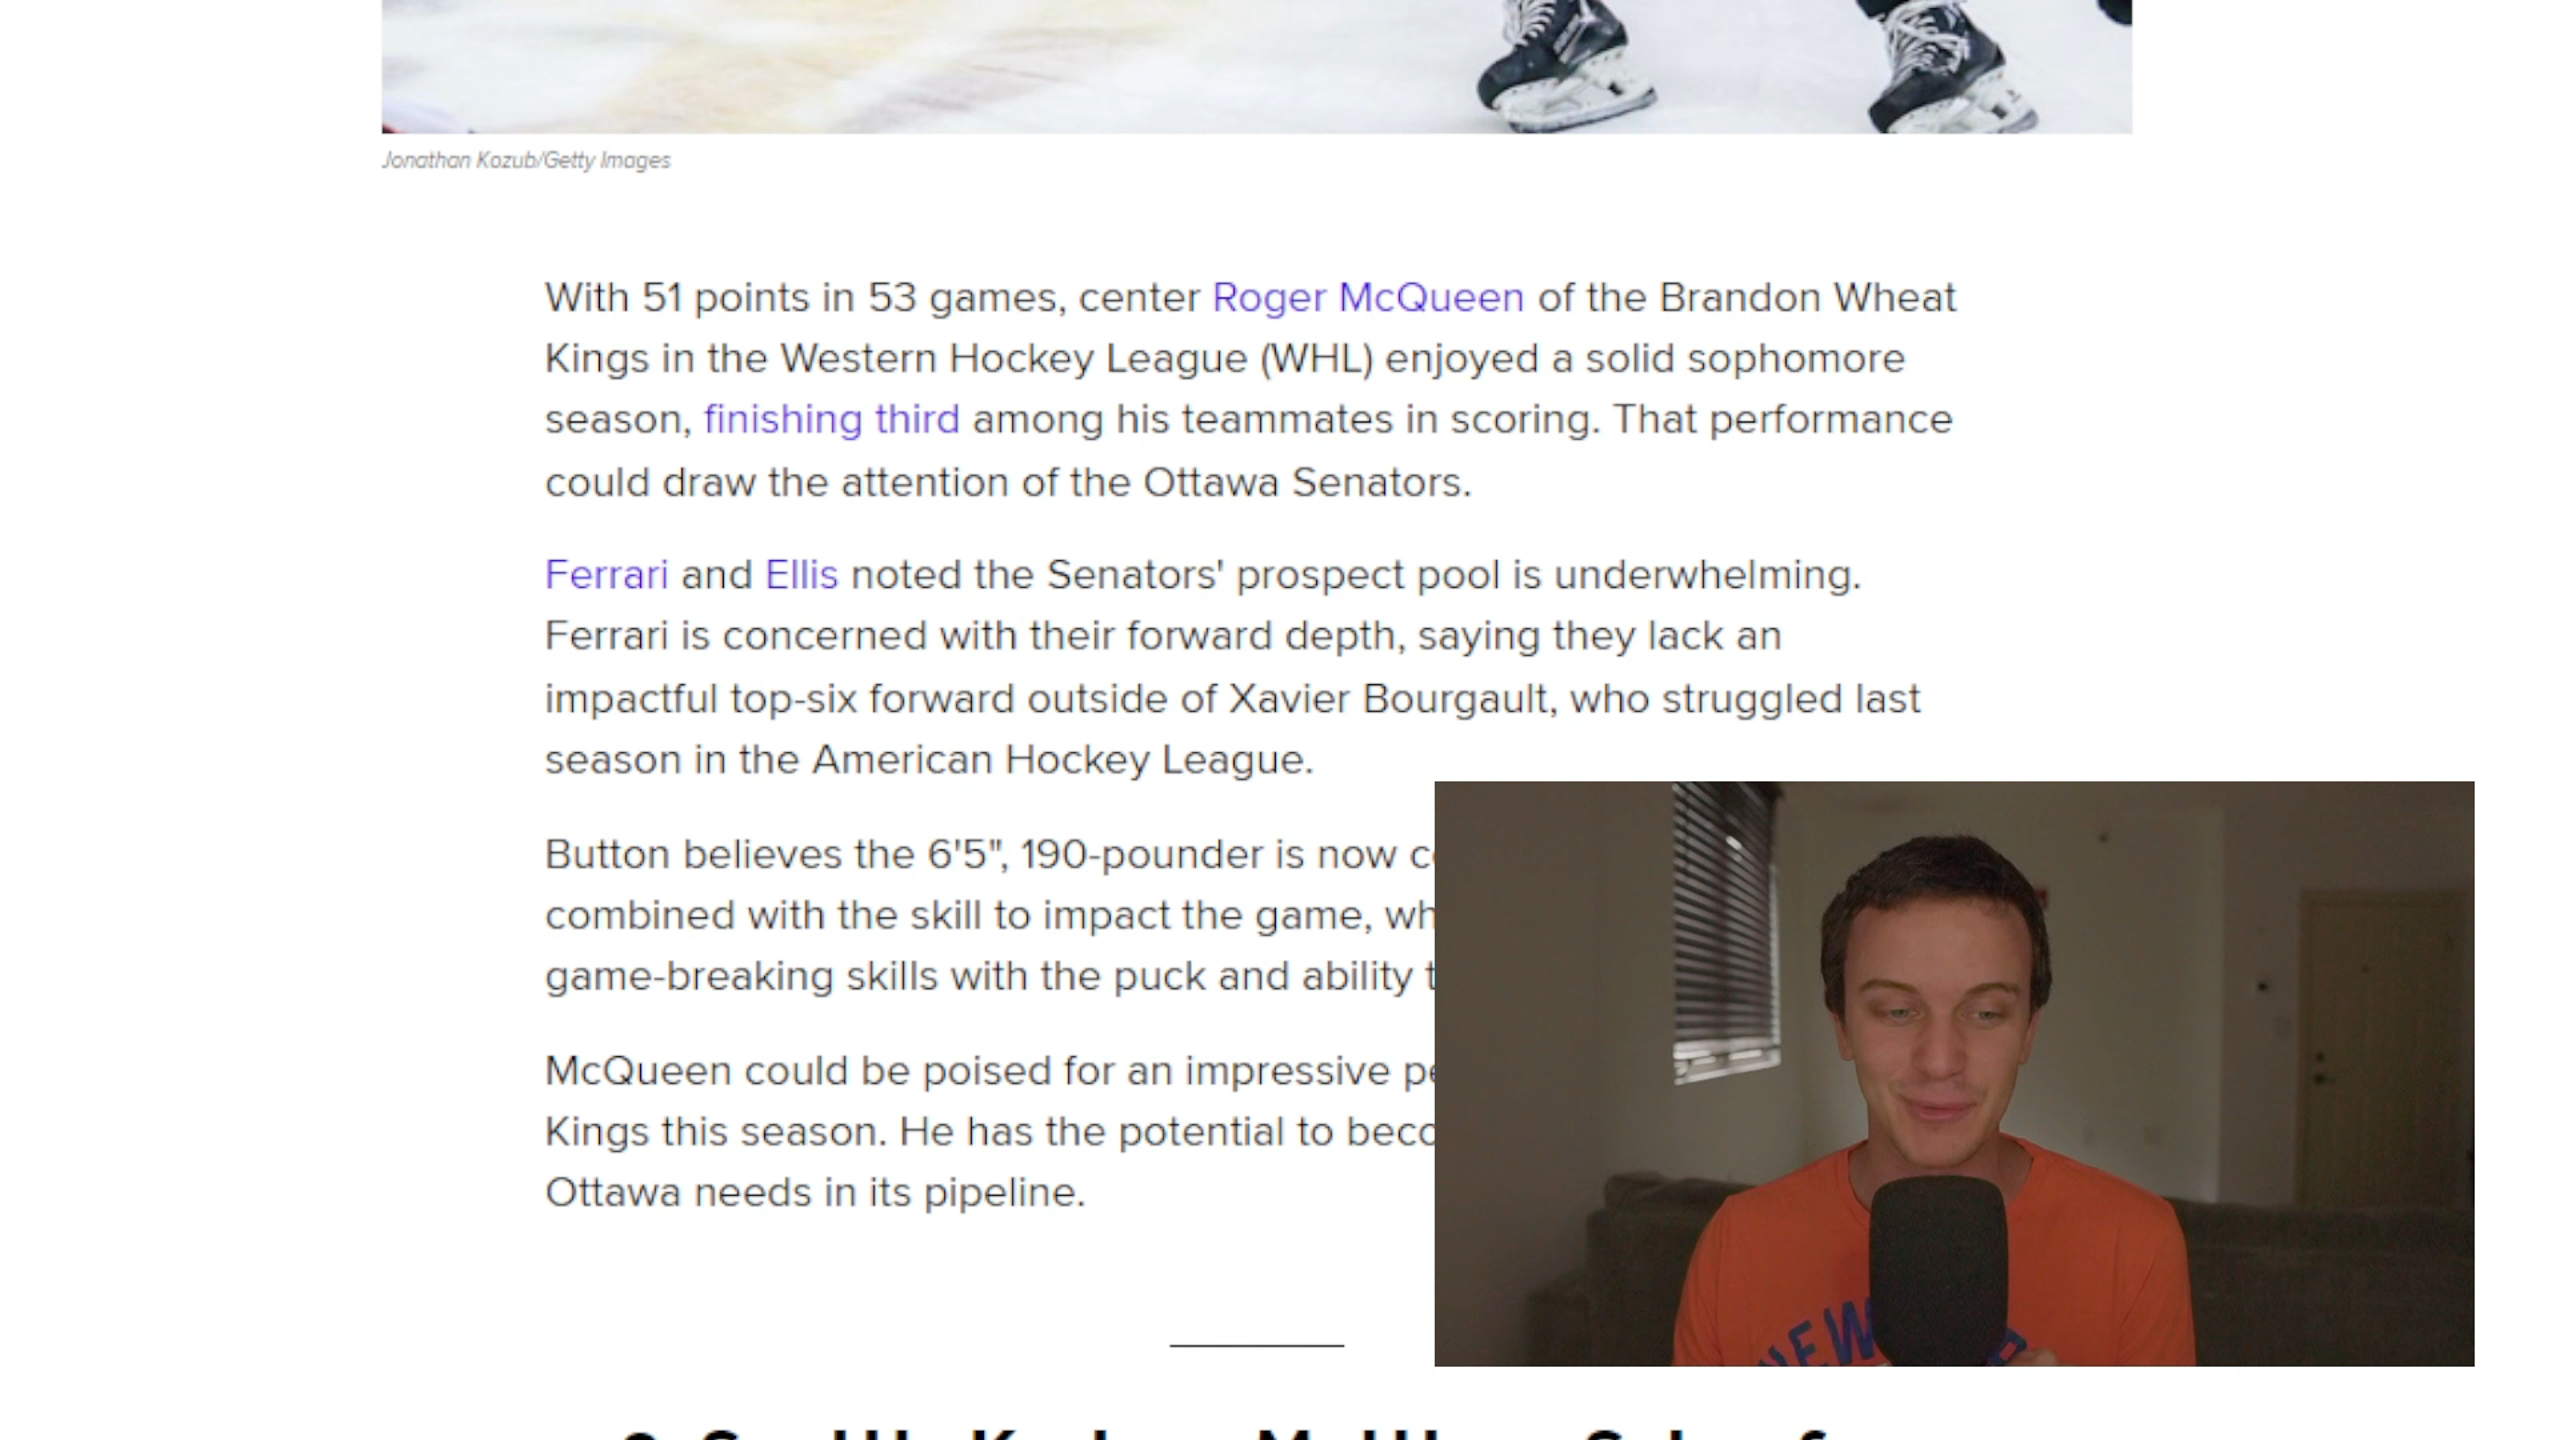 Jonathan Kozub/Getty Images
With 51 points in 53 games, center Roger McQueen of the Brandon Wheat
Kings in the Western Hockey League (WHL) enjoyed a solid sophomore
season, finishing third among his teammates in scoring. That performance
could draw the attention of the Ottawa Senators.
Ferrari and Ellis noted the Senators' prospect pool is underwhelming.
Ferrari is concerned with their forward depth, saying they lack an
impactful top-six forward outside of Xavier Bourgault, who struggled last
season in the American Hockey League.
Button believes the 6'5", 190-pounder is now
combined with the skill to impact the game,
game-breaking skills with the puck and ability
McQueen could be poised for an impressive
Kings this season. He has the potential to
Ottawa needs in its pipeline.